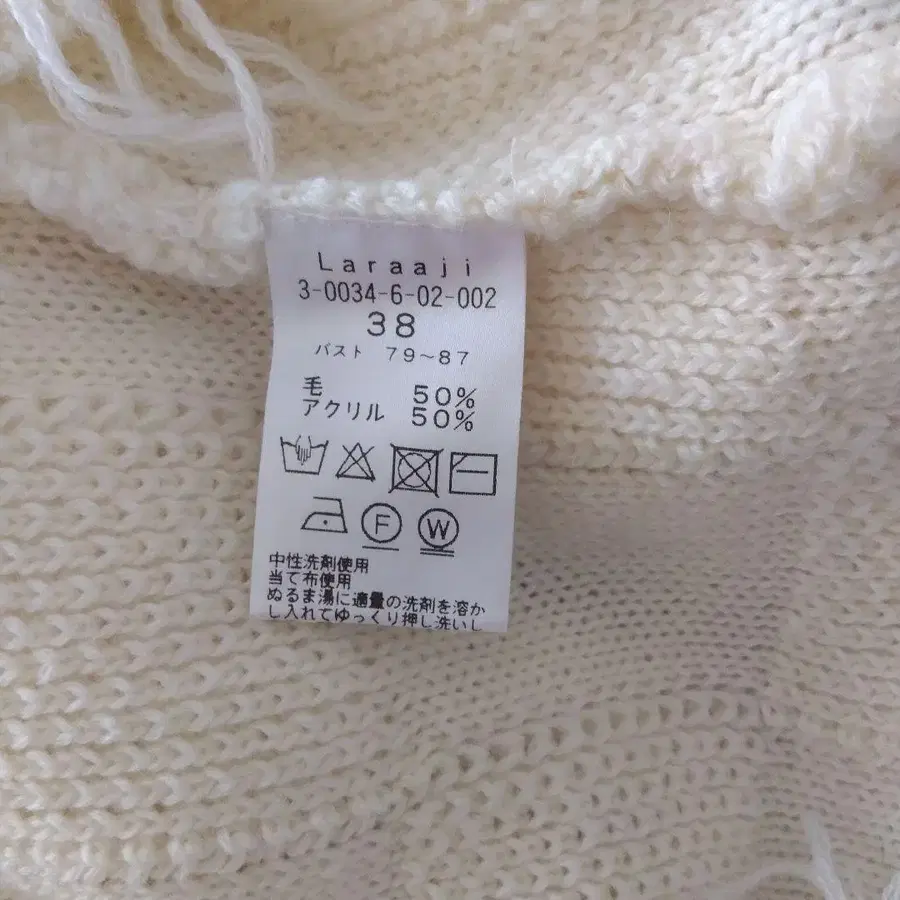 Laraaji
3-0034-6-02-002
38
バスト 79~87
毛 50%
アクリル 50%
F W
中性洗剤使用
当て布使用
ぬるま湯に適量の洗剤を溶か
し入れてゆっくり押し洗いし